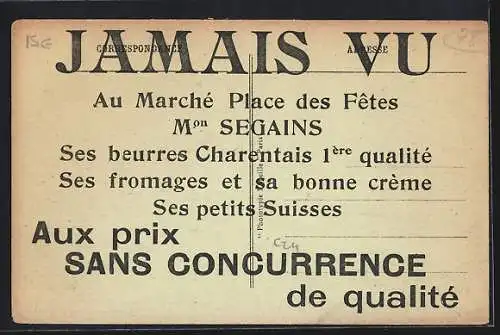 15€
CORRESPONDANCE ADRESSE
JAMAIS VU
Au Marché Place des Fêtes
Mon SEGAINS
Ses beurres Charentais 1ère qualité
Ses fromages et sa bonne crème
Ses petits Suisses
Aux prix
SANS CONCURRENCE
de qualité